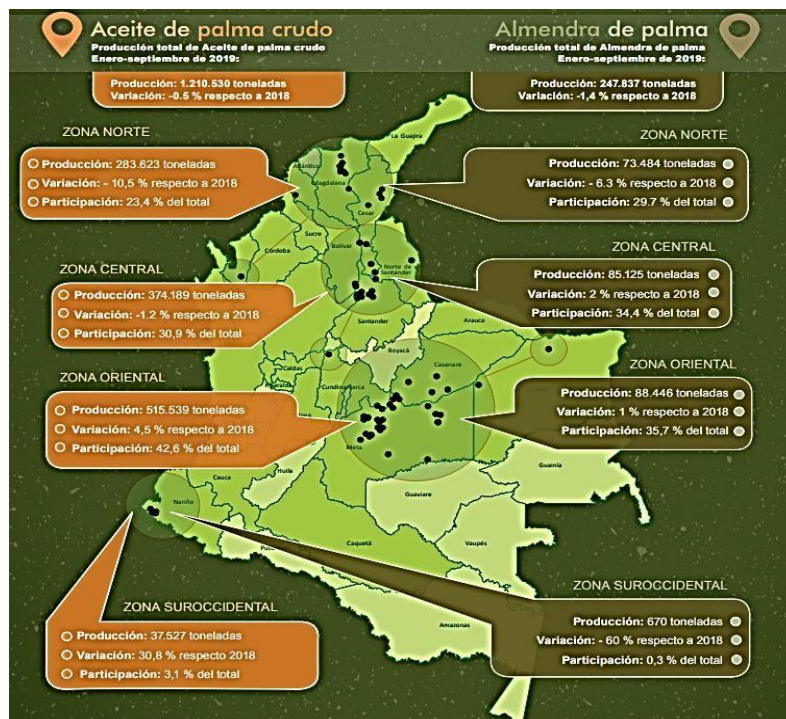 Aceite de palma crudo
Producción total de Aceite de palma crudo
Enero-septiembre de 2019:
Producción: 1.210.530 toneladas
Variación: -0.5 % respecto a 2018
Almendra de palma
Producción total de Almendra de palma
Enero-septiembre de 2019:
247.837 toneladas
Variación: -1,4 % respecto a 2018
ZONA NORTE
Producción: 283.623 toneladas
Variación: - 10,5 % respecto a 2018
Participación: 23,4 % del total
ZONA NORTE
Producción: 73.484 toneladas
Variación: - 6.3 % respecto a 2018
Participación: 29.7 % del total
ZONA CENTRAL
Producción: 374.189 toneladas
Variación: -1.2 % respecto a 2018
Participación: 30,9 % del total
ZONA CENTRAL
Producción: 85.125 toneladas
Variación: 2 % respecto a 2018
Participación: 34,4 % del total
ZONA ORIENTAL
Producción: 515.539 toneladas
Variación: 4,5 % respecto a 2018
Participación: 42,6 % del total
ZONA ORIENTAL
Producción: 88.446 toneladas
Variación: 1 % respecto a 2018
Participación: 35,7 % del total
ZONA SUROCCIDENTAL
Producción: 37.527 toneladas
Variación: 30,8 % respecto 2018
Participación: 3,1 % del total
ZONA SUROCCIDENTAL
Producción: 670 toneladas
Variación: - 60 % respecto a 2018
Participación: 0,3 % del total
La Guajira
Atlántico
Magdalena
Cesar
Sucre
Bolívar
Córdoba
Norte de
Santander
Santander
Arauca
Boyacá
Casanare
Caldas
Cundinamarca
Meta
Huila
Cauca
Nariño
Guainía
Guaviare
Vaupés
Caquetá
Amazonas